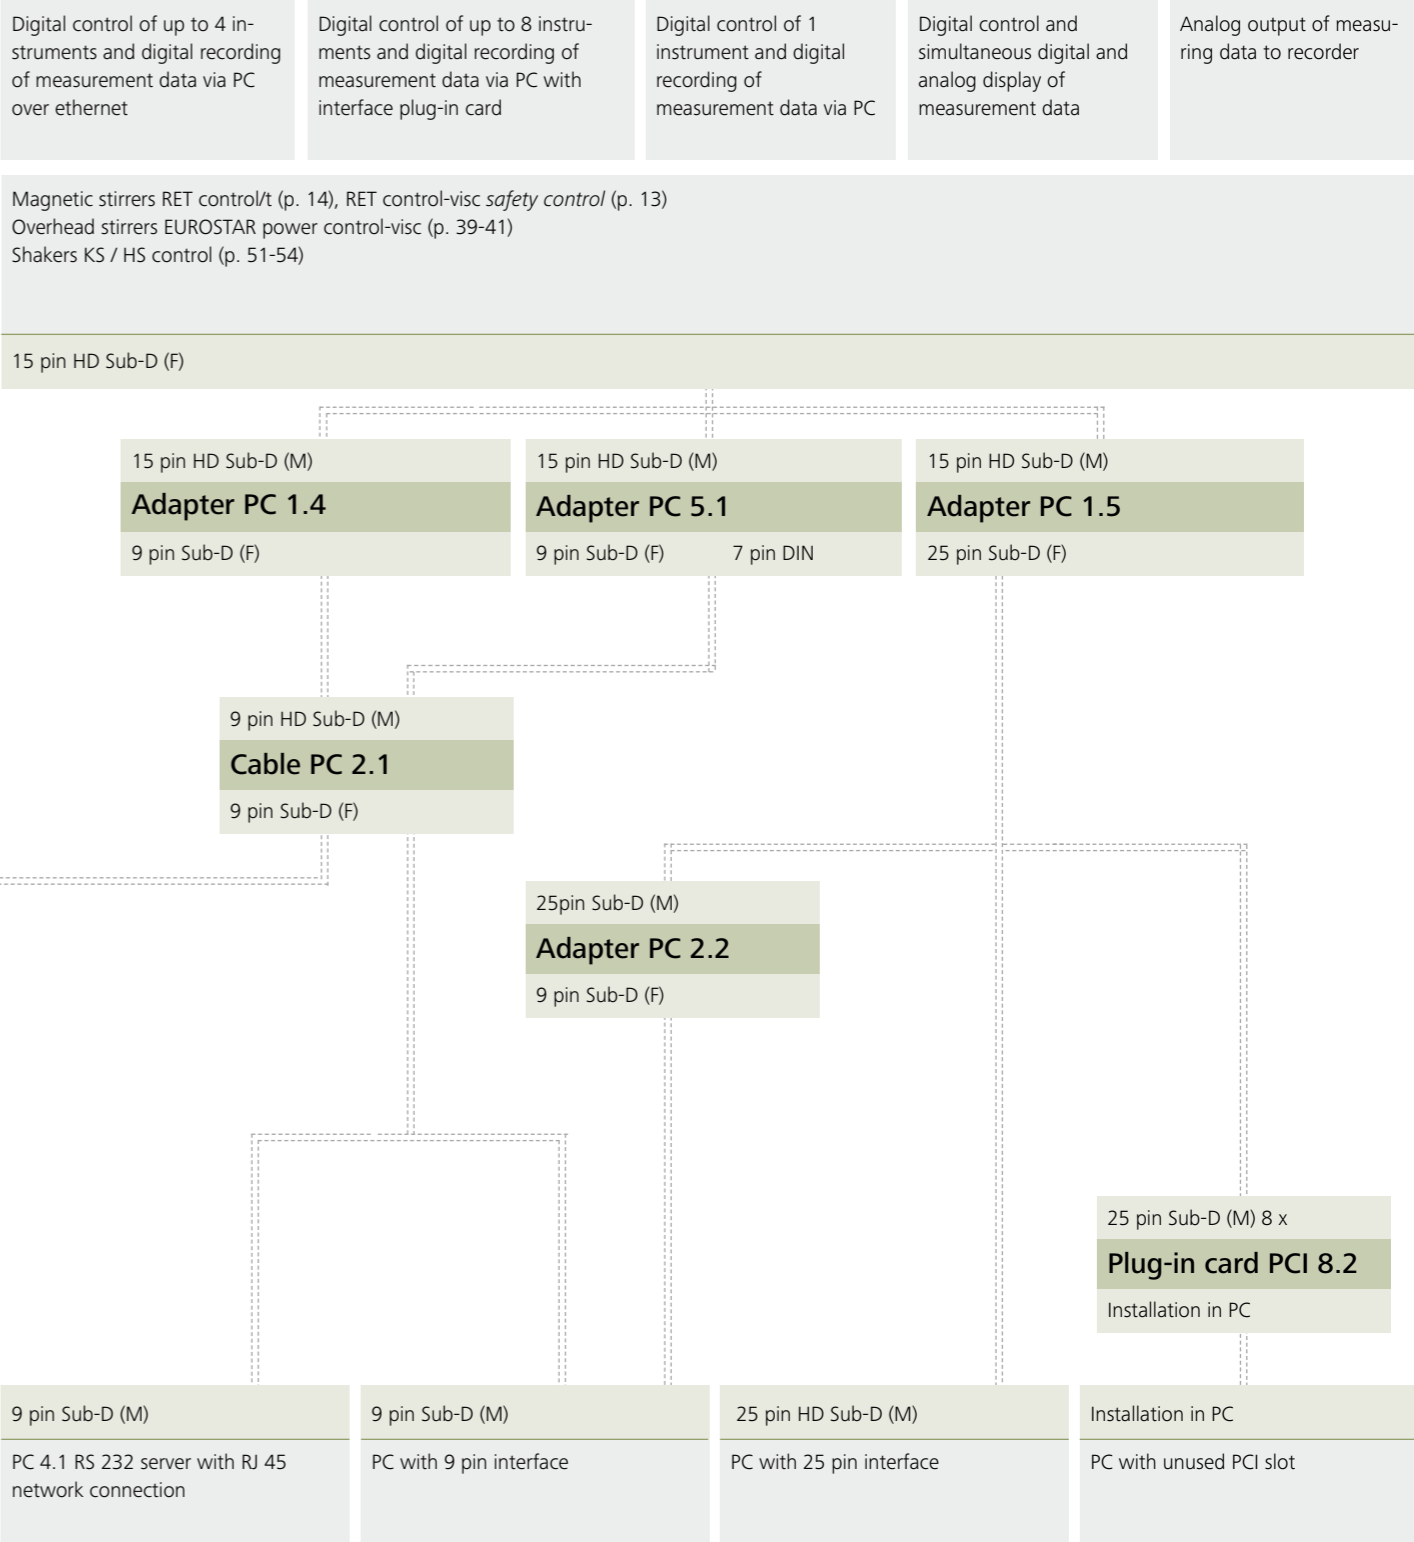 Digital control of up to 4 in-
struments and digital recording
of measurement data via PC
over ethernet
Digital control of up to 8 instru-
ments and digital recording of
measurement data via PC with
interface plug-in card
Digital control of 1
instrument and digital
recording of
measurement data via PC
Digital control and
simultaneous digital and
analog display of
measurement data
Analog output of measu-
ring data to recorder
Magnetic stirrers RET control/t (p. 14), RET control-visc safety control (p. 13)
Overhead stirrers EUROSTAR power control-visc (p. 39-41)
Shakers KS / HS control (p. 51-54)
15 pin HD Sub-D (F)
15 pin HD Sub-D (M)
Adapter PC 1.4
9 pin Sub-D (F)
15 pin HD Sub-D (M)
Adapter PC 5.1
9 pin Sub-D (F) 7 pin DIN
15 pin HD Sub-D (M)
Adapter PC 1.5
25 pin Sub-D (F)
9 pin HD Sub-D (M)
Cable PC 2.1
9 pin Sub-D (F)
25pin Sub-D (M)
Adapter PC 2.2
9 pin Sub-D (F)
25 pin Sub-D (M) 8 x
Plug-in card PCI 8.2
Installation in PC
9 pin Sub-D (M)
PC 4.1 RS 232 server with RJ 45
network connection
9 pin Sub-D (M)
PC with 9 pin interface
25 pin HD Sub-D (M)
PC with 25 pin interface
Installation in PC
PC with unused PCI slot